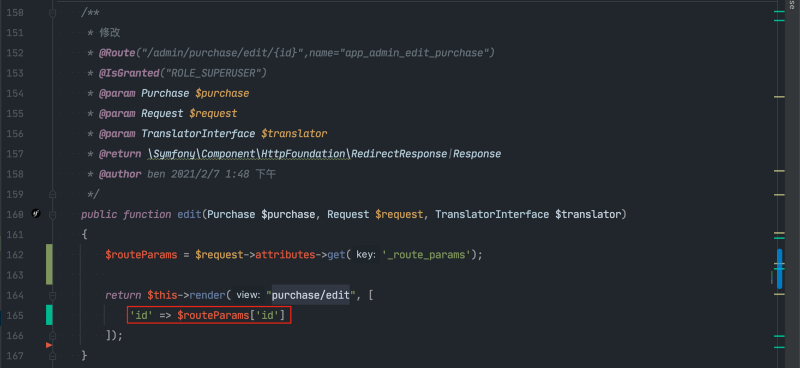 150 /**
151 * 修改
152 * @Route("/admin/purchase/edit/{id}",name="app_admin_edit_purchase")
153 * @IsGranted("ROLE_SUPERUSER")
154 * @param Purchase $purchase
155 * @param Request $request
156 * @param TranslatorInterface $translator
157 * @return \Symfony\Component\HttpFoundation\RedirectResponse|Response
158 * @author ben 2021/2/7 1:48 下午
159 */
160 public function edit(Purchase $purchase, Request $request, TranslatorInterface $translator)
161 {
162 $routeParams = $request->attributes->get( key: '_route_params');
163
164 return $this->render( view: "purchase/edit", [
165 'id' => $routeParams['id']
166 ]);
167 }